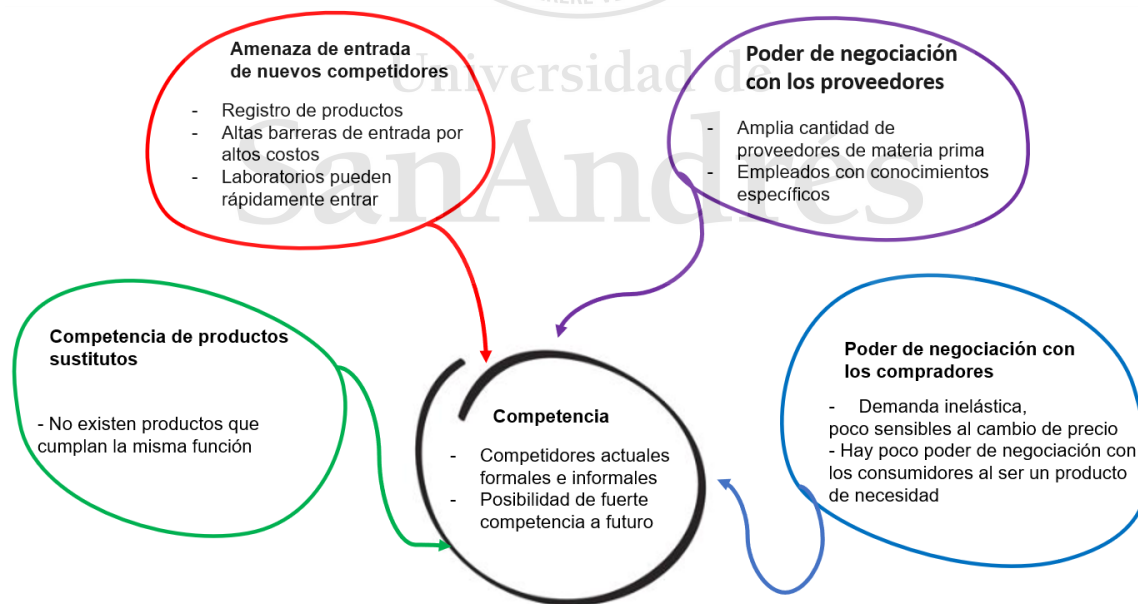 Universidad de
SanAndrés
Amenaza de entrada
de nuevos competidores
- Registro de productos
- Altas barreras de entrada por
altos costos
- Laboratorios pueden
rápidamente entrar
Poder de negociación
con los proveedores
- Amplia cantidad de
proveedores de materia prima
- Empleados con conocimientos
específicos
Competencia de productos
sustitutos
- No existen productos que
cumplan la misma función
Competencia
- Competidores actuales
formales e informales
- Posibilidad de fuerte
competencia a futuro
Poder de negociación con
los compradores
- Demanda inelástica,
poco sensibles al cambio de precio
- Hay poco poder de negociación con
los consumidores al ser un producto
de necesidad